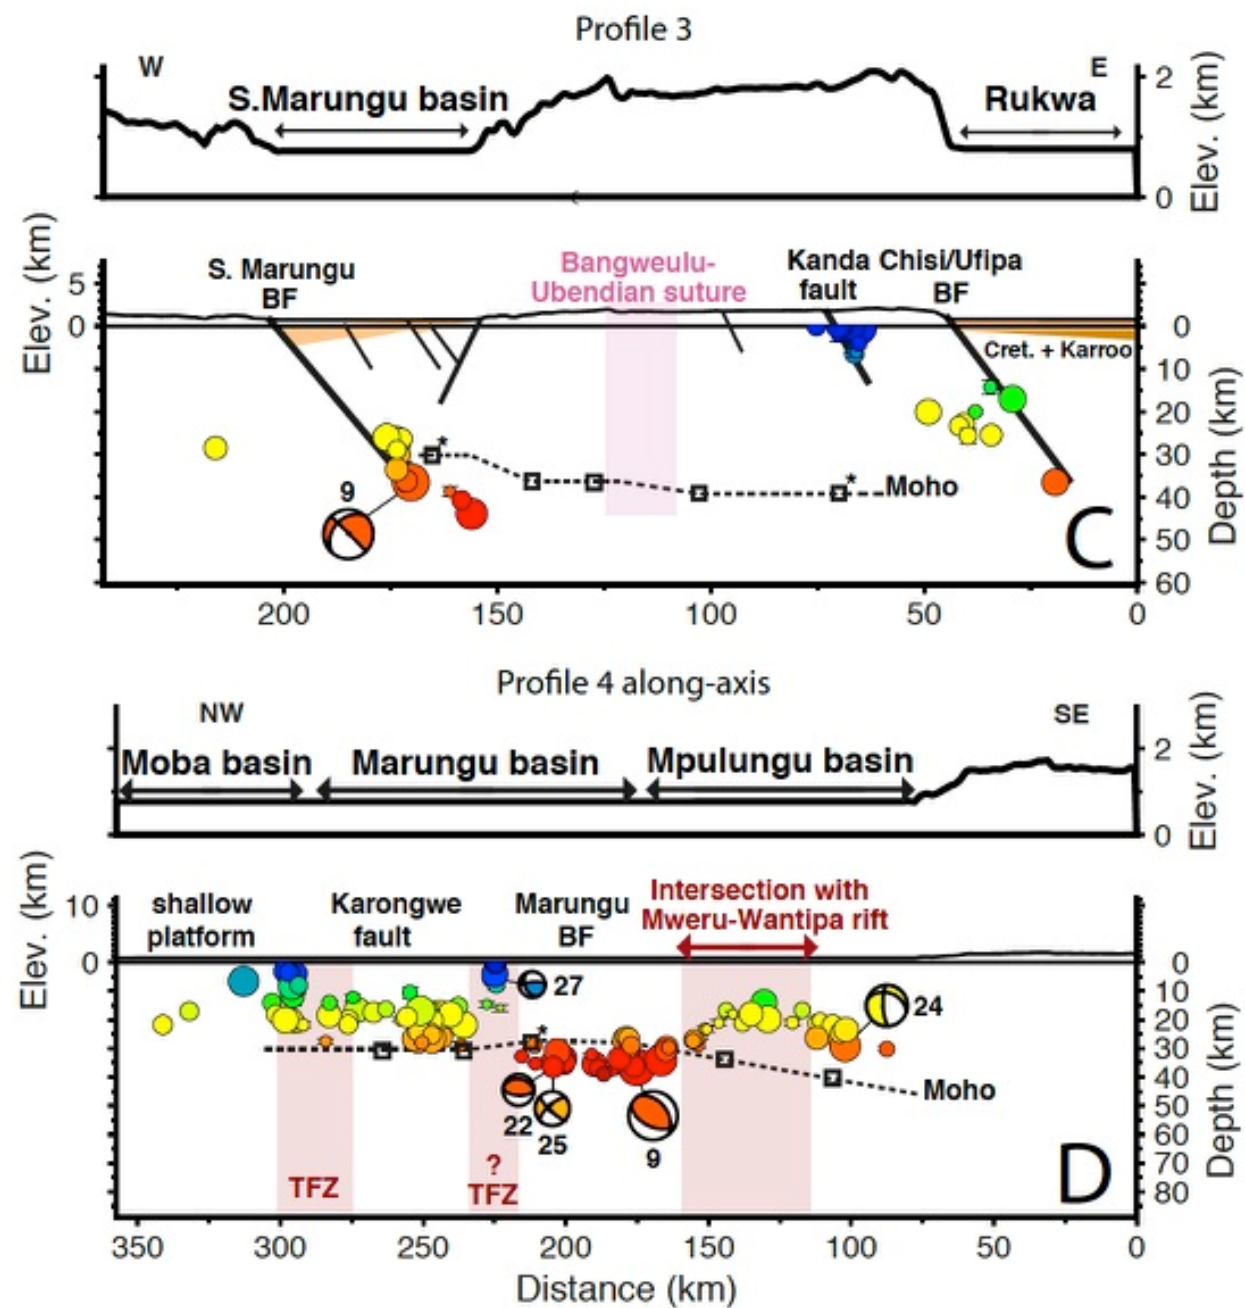 Profile 3
W
E
S.Marungu basin
Rukwa
2
0
Elev. (km)
Elev. (km)
5
0
S. Marungu
BF
Bangweulu-
Ubendian suture
Kanda
fault
Chisi/Ufipa
BF
Cret. + Karroo
0
10
20
30
40
50
60
Depth (km)
*
*
Moho
9
C
200
150
100
50
0
Profile 4 along-axis
NW
SE
Moba basin
Marungu basin
Mpulungu basin
2
0
Elev. (km)
Elev. (km)
10
0
shallow
platform
Karongwe
fault
Marungu
BF
Intersection with
Mweru-Wantipa rift
27
24
*
Moho
22
25
9
TFZ
?
TFZ
D
0
10
20
30
40
50
60
70
80
Depth (km)
350
300
250
200
150
100
50
0
Distance (km)